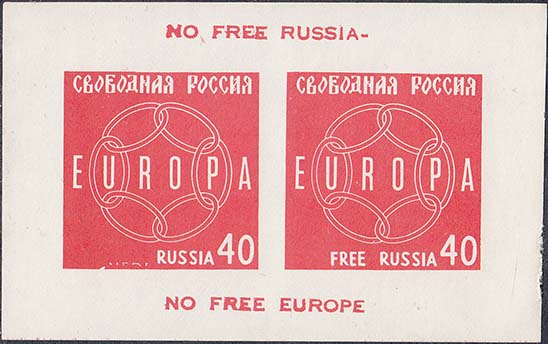 NO FREE RUSSIA-
СВОБОДНАЯ РОССИЯ
EUROPA
RUSSIA 40
СВОБОДНАЯ РОССИЯ
EUROPA
FREE RUSSIA 40
NO FREE EUROPE